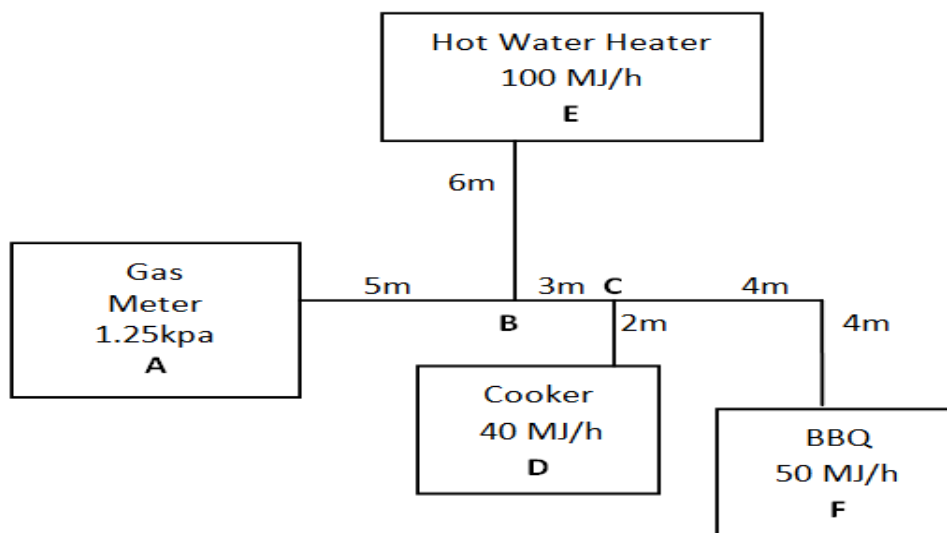 Hot Water Heater
100 MJ/h
E
6m
Gas
Meter
1.25kpa
A
5m
B
3m
C
4m
2m
4m
Cooker
40 MJ/h
D
BBQ
50 MJ/h
F